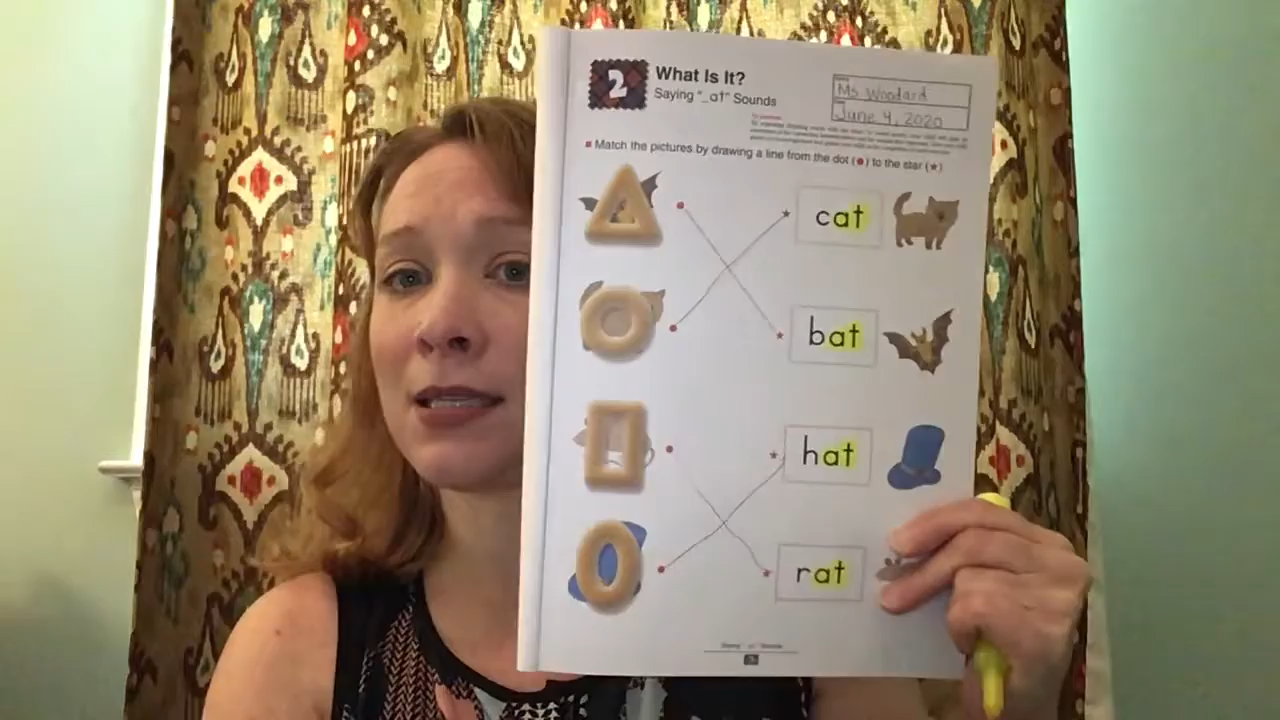 2
What Is It?
Saying "_at" Sounds
Ms. Woodard
June 4, 2020
Match the pictures by drawing a line from the dot (●) to the star (★)
cat
bat
hat
rat